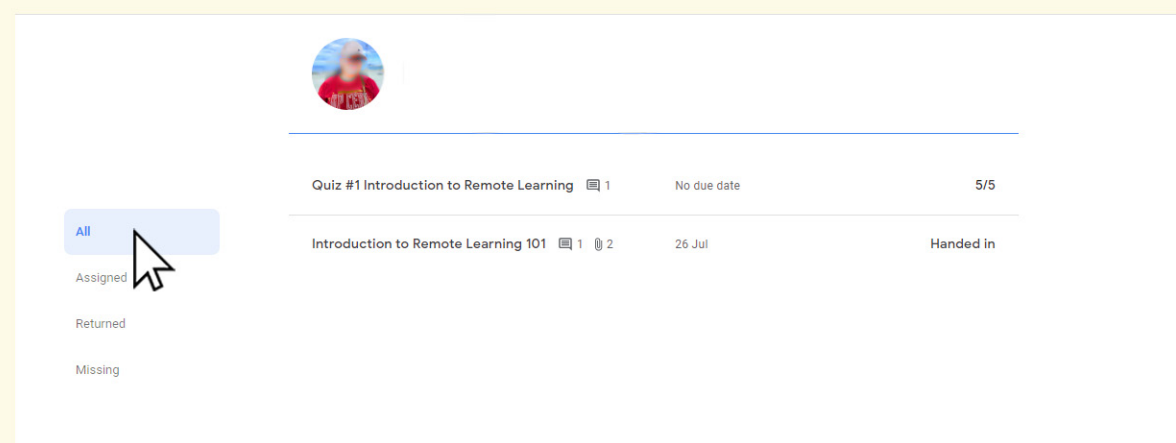 Quiz #1 Introduction to Remote Learning 1 No due date 5/5
All
Introduction to Remote Learning 101 1 2 26 Jul Handed in
Assigned
Returned
Missing